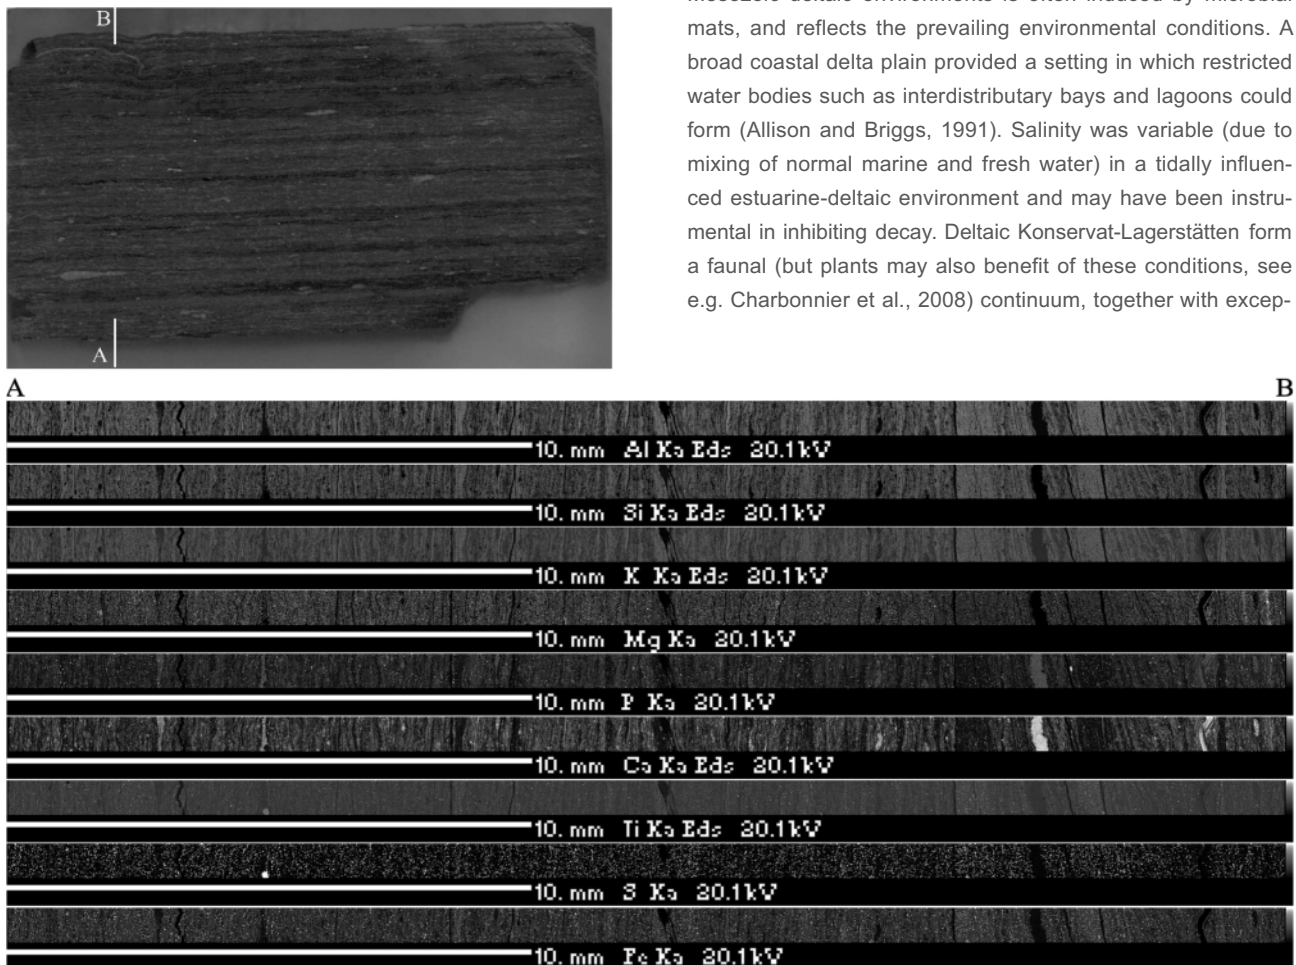 B
A
mats, and reflects the prevailing environmental conditions. A
broad coastal delta plain provided a setting in which restricted
water bodies such as interdistributary bays and lagoons could
form (Allison and Briggs, 1991). Salinity was variable (due to
mixing of normal marine and fresh water) in a tidally influen-
ced estuarine-deltaic environment and may have been instru-
mental in inhibiting decay. Deltaic Konservat-Lagerstätten form
a faunal (but plants may also benefit of these conditions, see
e.g. Charbonnier et al., 2008) continuum, together with excep-
A B
10. mm Al Ka Eds 20.1kV
10. mm Si Ka Eds 20.1kV
10. mm K Ka Eds 20.1kV
10. mm Mg Ka 20.1kV
10. mm P Ka 20.1kV
10. mm Ca Ka Eds 20.1kV
10. mm Ti Ka Eds 20.1kV
10. mm S Ka 20.1kV
10. mm Fe Ka 20.1kV